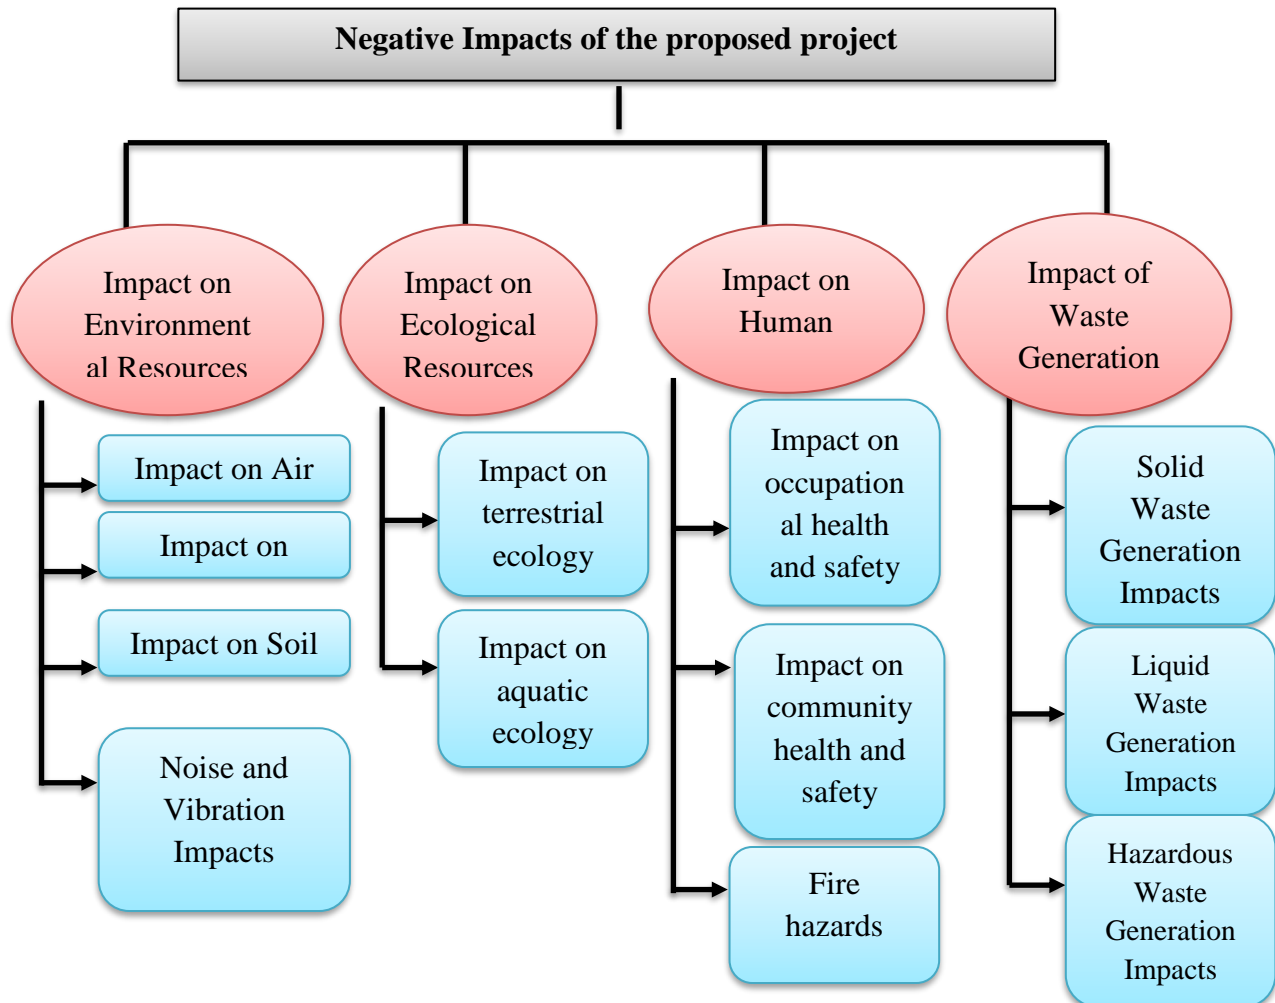 Negative Impacts of the proposed project
Impact on
Environment
al Resources
Impact on Air
Impact on
Impact on Soil
Noise and
Vibration
Impacts
Impact on
Ecological
Resources
Impact on
terrestrial
ecology
Impact on
aquatic
ecology
Impact on
Human
Impact on
occupation
al health
and safety
Impact on
community
health and
safety
Fire
hazards
Impact of
Waste
Generation
Solid
Waste
Generation
Impacts
Liquid
Waste
Generation
Impacts
Hazardous
Waste
Generation
Impacts